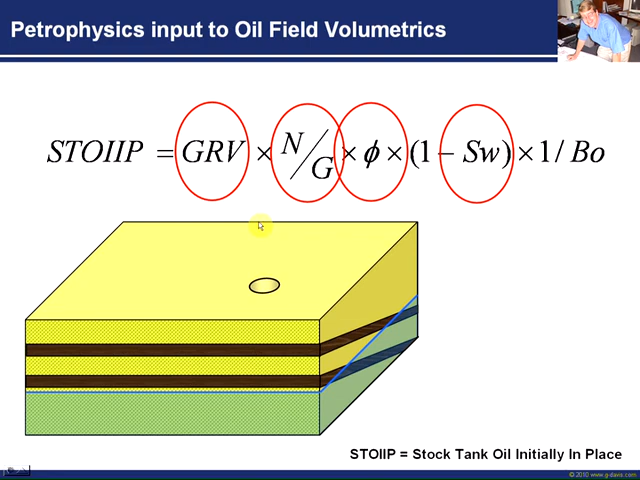 Petrophysics input to Oil Field Volumetrics
STOIIP = GRV × N/G × ϕ × (1 − Sw) × 1/ Bo
STOIIP = Stock Tank Oil Initially In Place
© 2010 www.g-davis.com